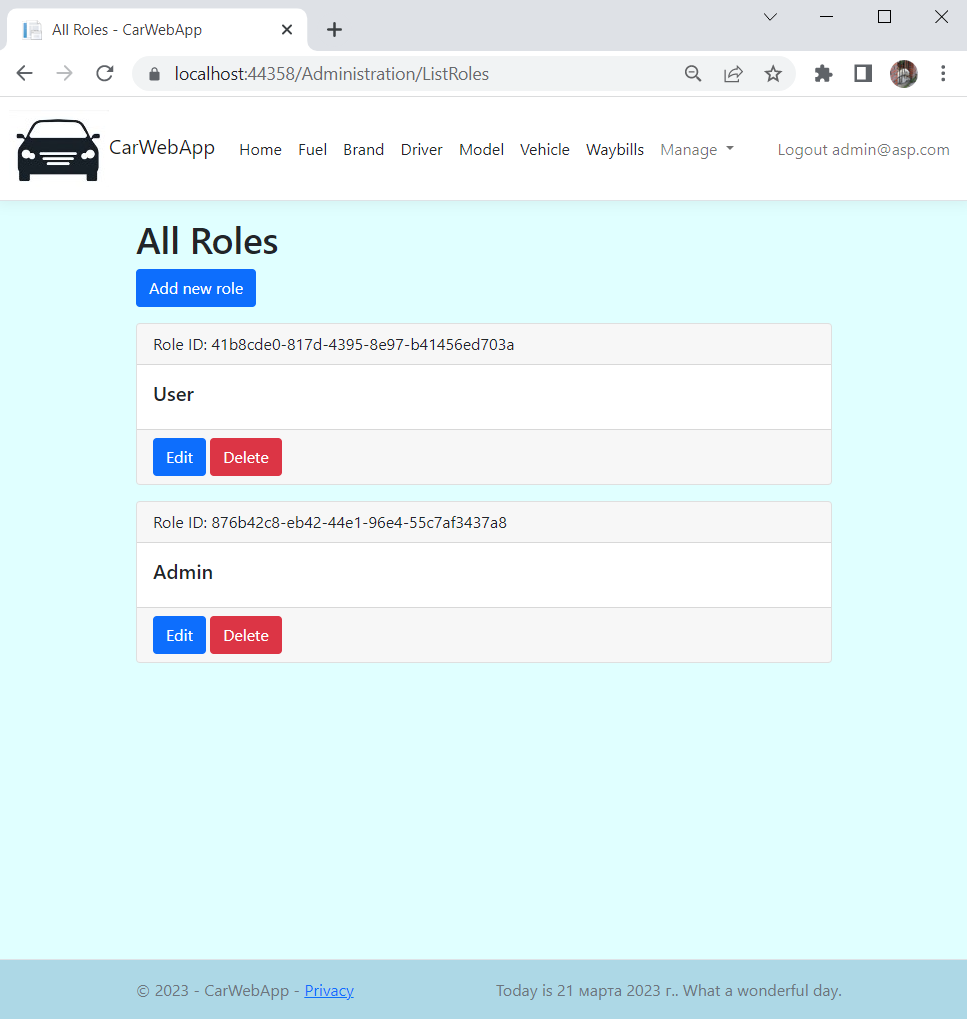 All Roles - CarWebApp
localhost:44358/Administration/ListRoles
CarWebApp Home Fuel Brand Driver Model Vehicle Waybills Manage Logout admin@asp.com
All Roles
Add new role
Role ID: 41b8cde0-817d-4395-8e97-b41456ed703a
User
Edit Delete
Role ID: 876b42c8-eb42-44e1-96e4-55c7af3437a8
Admin
Edit Delete
© 2023 - CarWebApp - Privacy Today is 21 марта 2023 г.. What a wonderful day.